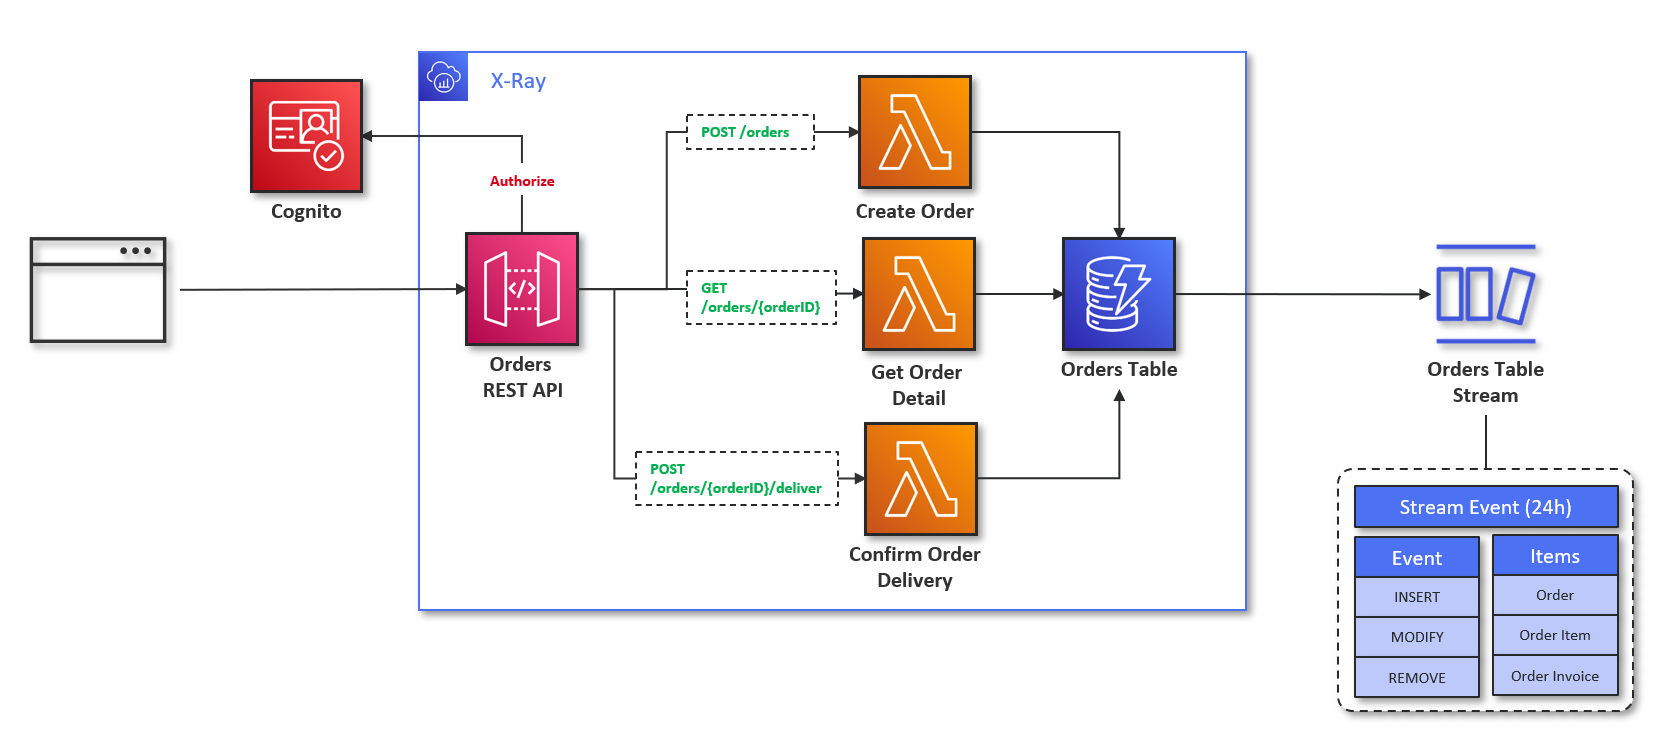 X-Ray
Cognito
Authorize
Orders
REST API
POST /orders
Create Order
GET
/orders/{orderID}
Get Order
Detail
POST
/orders/{orderID}/deliver
Confirm Order
Delivery
Orders Table
Orders Table
Stream
Stream Event (24h)
Event
INSERT
MODIFY
REMOVE
Items
Order
Order Item
Order Invoice